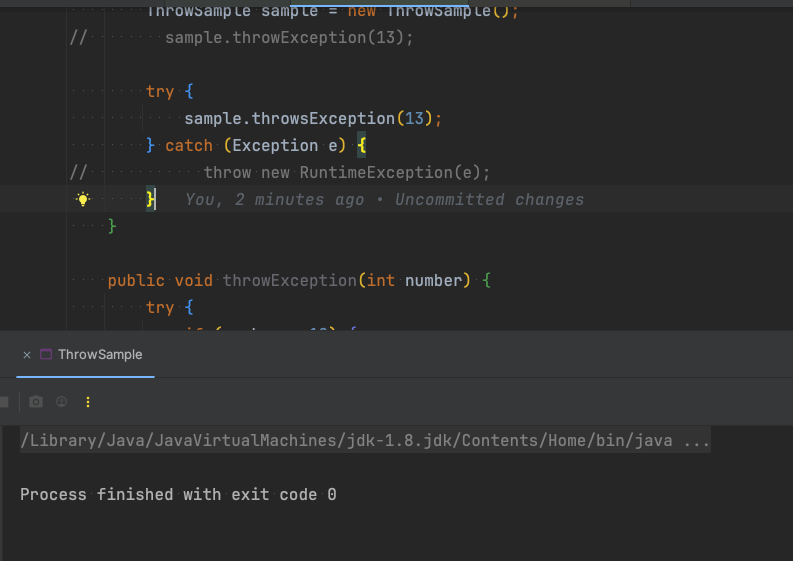 ThrowSample sample = new ThrowSample();
// sample.throwException(13);
try {
sample.throwsException(13);
} catch (Exception e) {
// throw new RuntimeException(e);
} You, 2 minutes ago • Uncommitted changes
}
public void throwException(int number) {
try {
× ThrowSample
/Library/Java/JavaVirtualMachines/jdk-1.8.jdk/Contents/Home/bin/java ...
Process finished with exit code 0